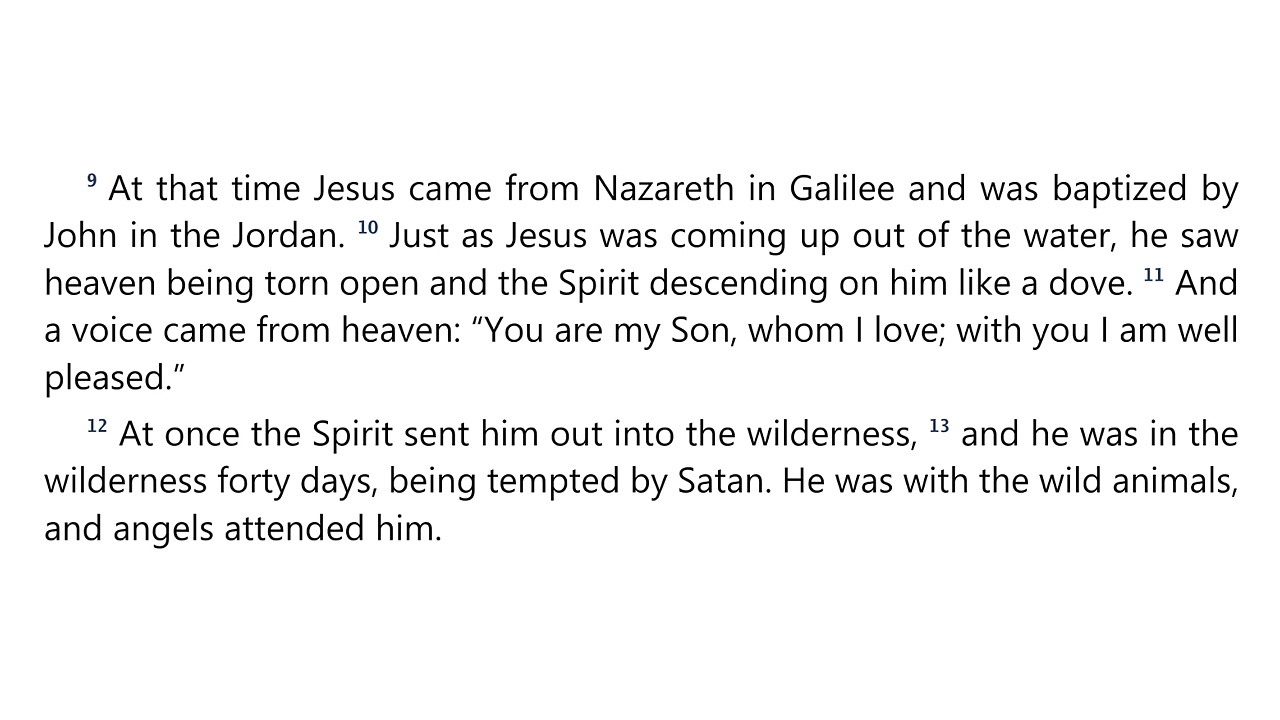 9 At that time Jesus came from Nazareth in Galilee and was baptized by
John in the Jordan. 10 Just as Jesus was coming up out of the water, he saw
heaven being torn open and the Spirit descending on him like a dove. 11 And
a voice came from heaven: “You are my Son, whom I love; with you I am well
pleased.”
12 At once the Spirit sent him out into the wilderness, 13 and he was in the
wilderness forty days, being tempted by Satan. He was with the wild animals,
and angels attended him.